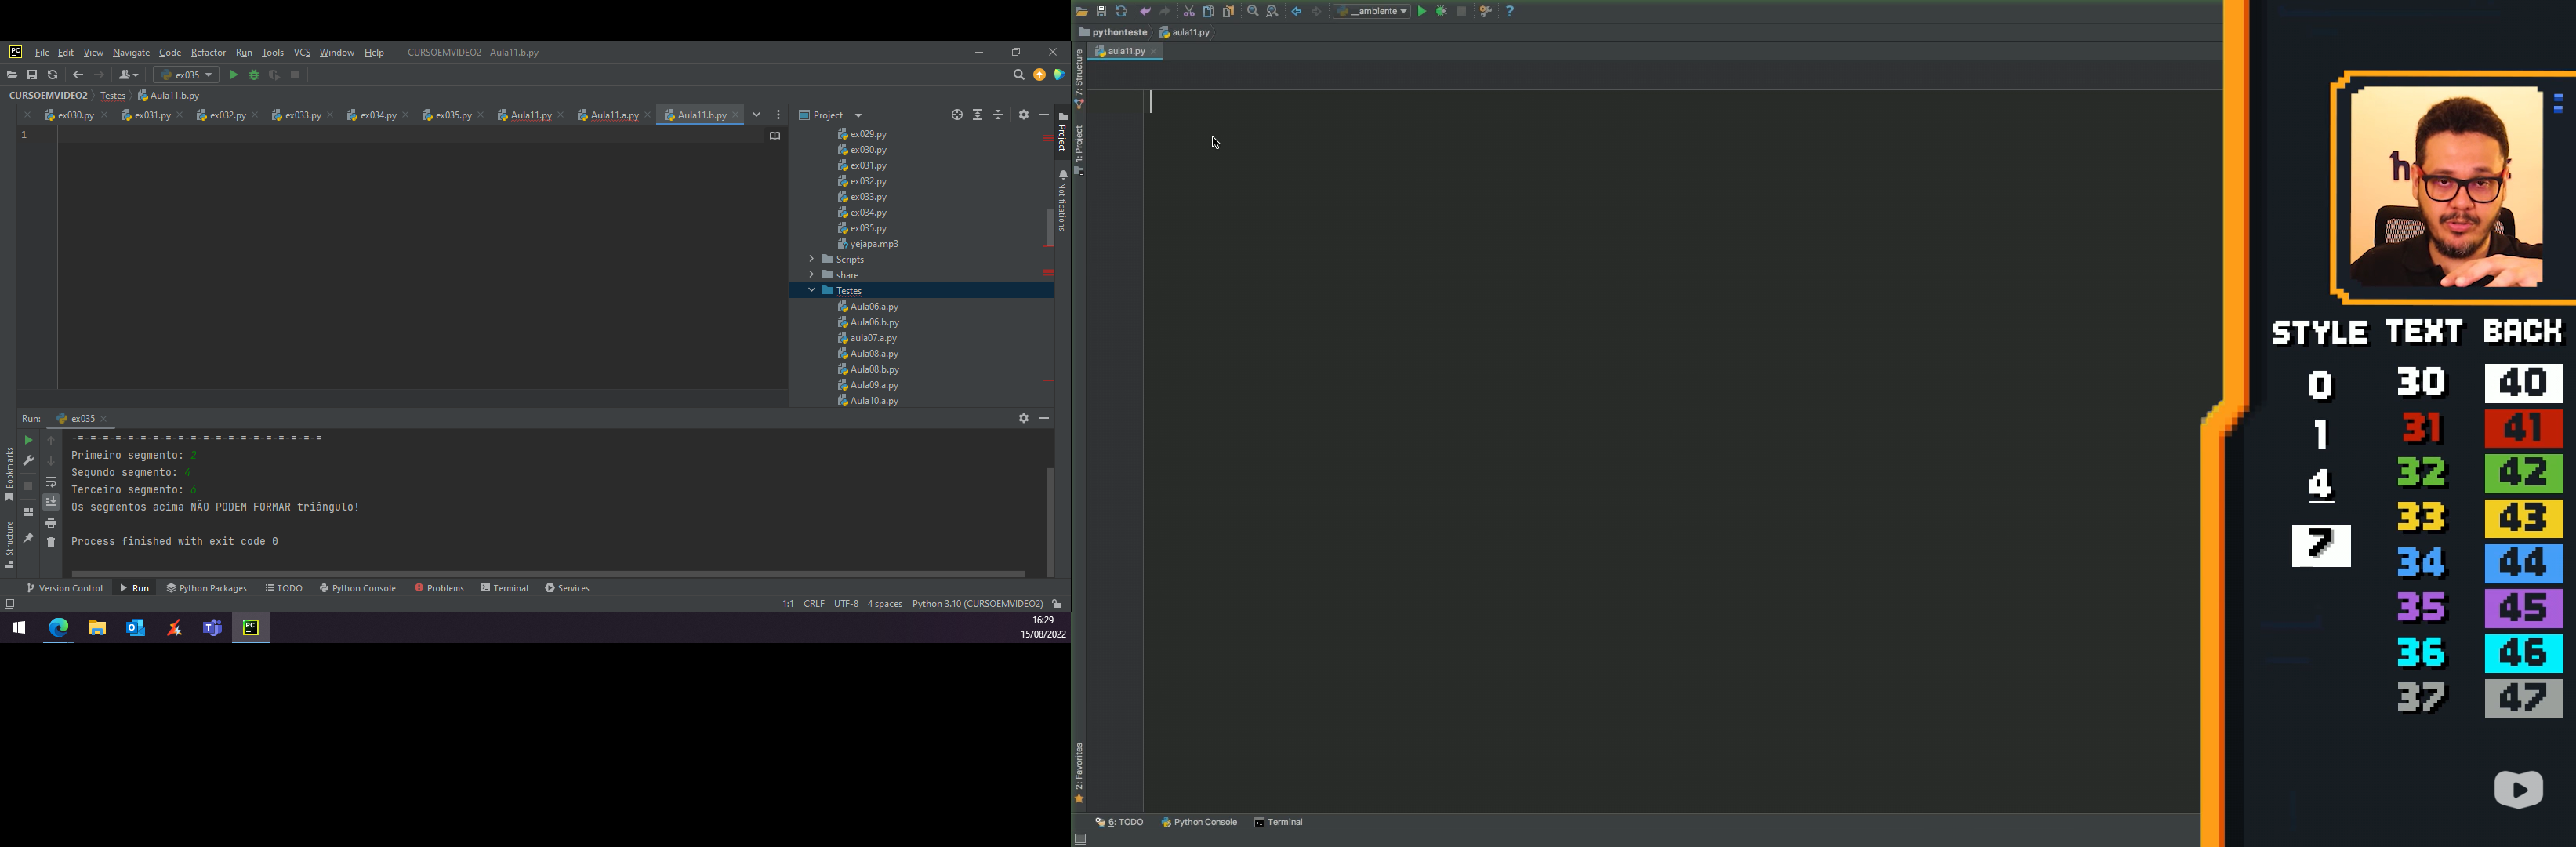 PC File Edit View Navigate Code Refactor Run Tools VCS Window Help CURSOEMVIDEO2 - Aula11.b.py
ex035
CURSOEMVIDEO2 Testes Aula11.b.py
ex030.py ex031.py ex032.py ex033.py ex034.py ex035.py Aula11.py Aula11.a.py Aula11.b.py
1
Project
ex029.py
ex030.py
ex031.py
ex032.py
ex033.py
ex034.py
ex035.py
yejapa.mp3
Scripts
share
Testes
Aula06.a.py
Aula06.b.py
aula07.a.py
Aula08.a.py
Aula08.b.py
Aula09.a.py
Aula10.a.py
Project
Notifications
Run: ex035
-=-=-=-=-=-=-=-=-=-=-=-=-=-=-=-=-=-=-=-=
Primeiro segmento: 2
Segundo segmento: 4
Terceiro segmento: 6
Os segmentos acima NÃO PODEM FORMAR triângulo!
Process finished with exit code 0
Bookmarks
Structure
Version Control Run Python Packages TODO Python Console Problems Terminal Services
1:1 CRLF UTF-8 4 spaces Python 3.10 (CURSOEMVIDEO2)
PC
16:29
15/08/2022
__ambiente
pythonteste aula11.py
aula11.py
7: Structure
1: Project
2: Favorites
6: TODO Python Console Terminal
STYLE TEXT BACK
0 30 40
1 31 41
4 32 42
7 33 43
34 44
35 45
36 46
37 47